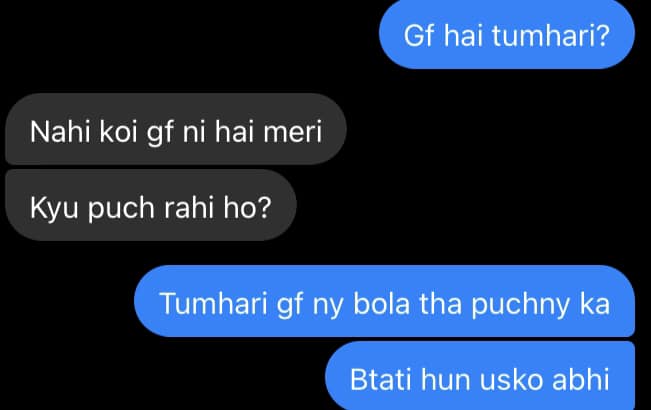 Gf hai tumhari?
Nahi koi gf ni hai meri
Kyu puch rahi ho?
Tumhari gf ny bola tha puchny ka
Btati hun usko abhi